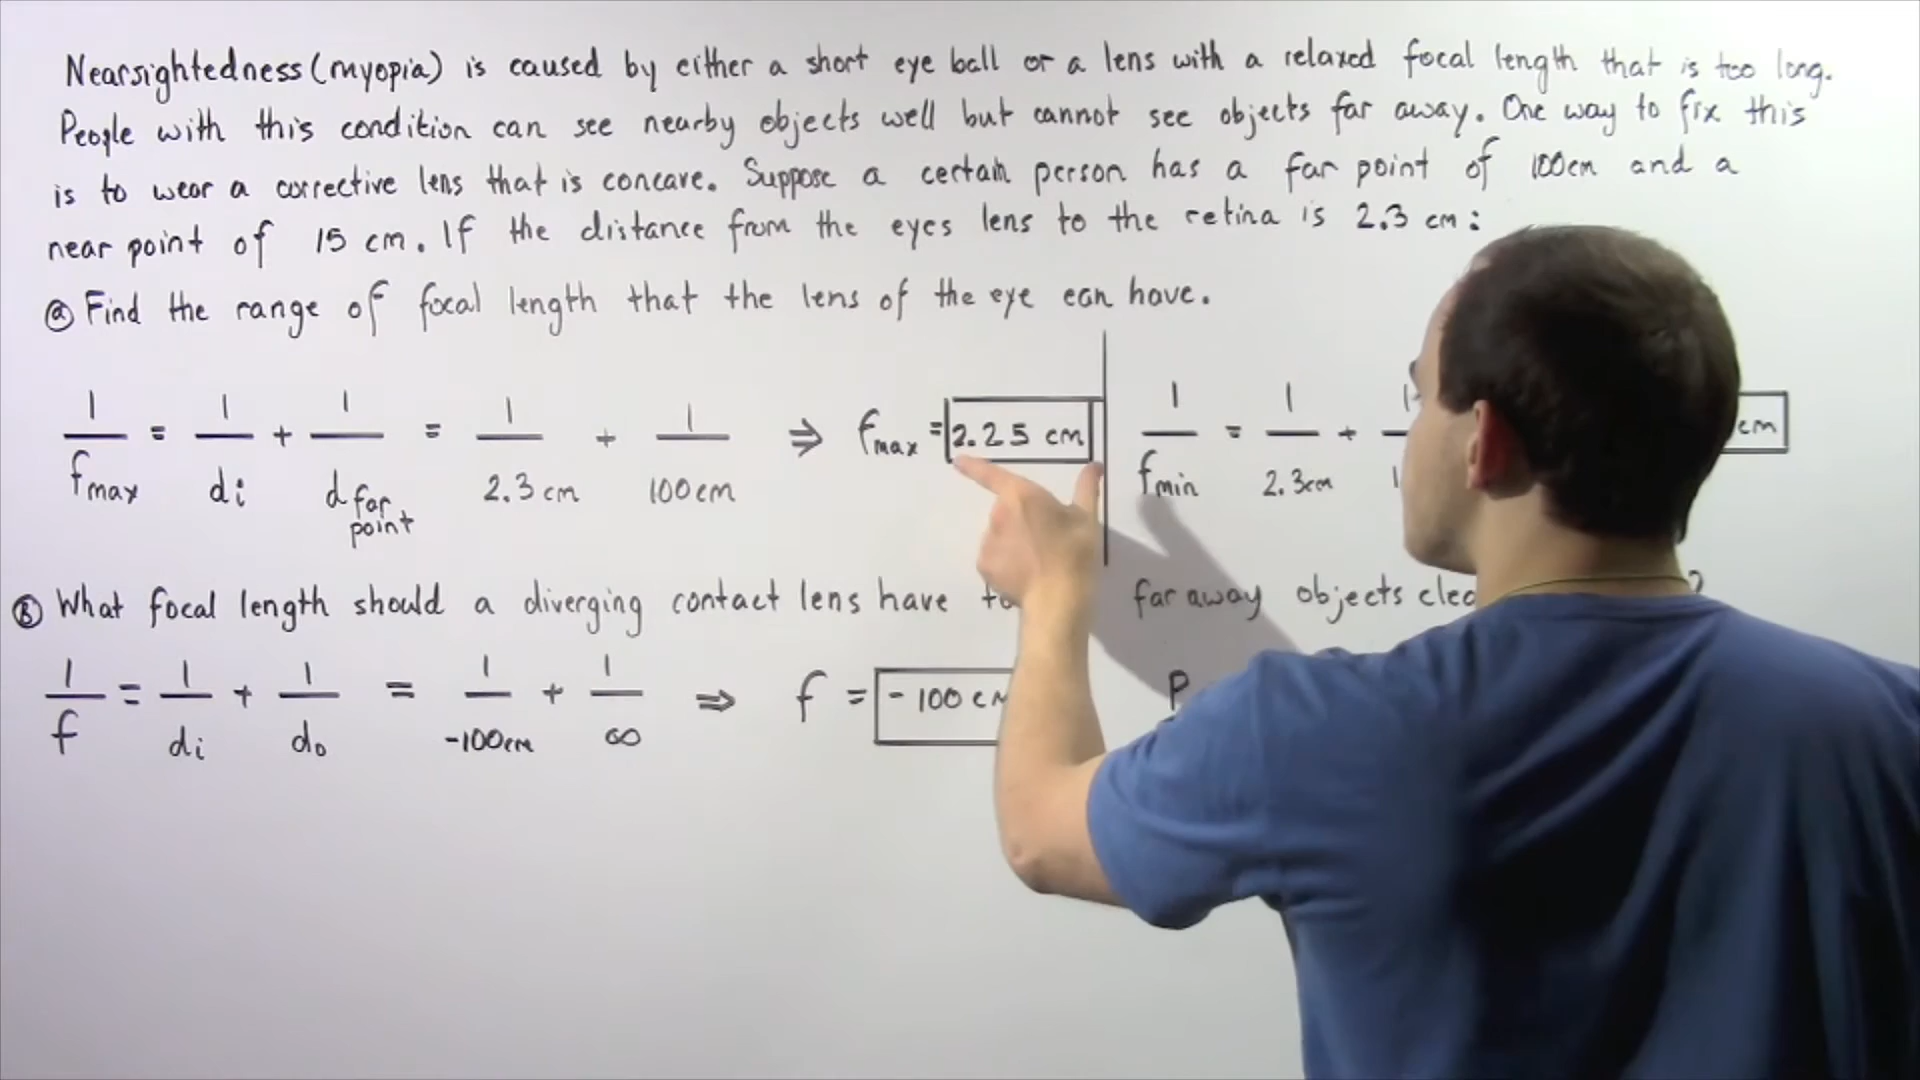 Nearsightedness (myopia) is caused by either a short eye ball or a lens with a relaxed focal length that is too long.
People with this condition can see nearby objects well but cannot see objects far away. One way to fix this
is to wear a corrective lens that is concave. Suppose a certain person has a far point of 100cm and a
near point of 15 cm. If the distance from the eyes lens to the retina is 2.3 cm:
ⓐ Find the range of focal length that the lens of the eye can have.
1/fmax = 1/di + 1/dfar point = 1/2.3 cm + 1/100cm ⇒ fmax = 2.25 cm | 1/fmin = 1/2.3cm + cm
Ⓑ What focal length should a diverging contact lens have far away objects ?
1/f = 1/di + 1/do = 1/-100cm + 1/∞ ⇒ f = -100 cm P